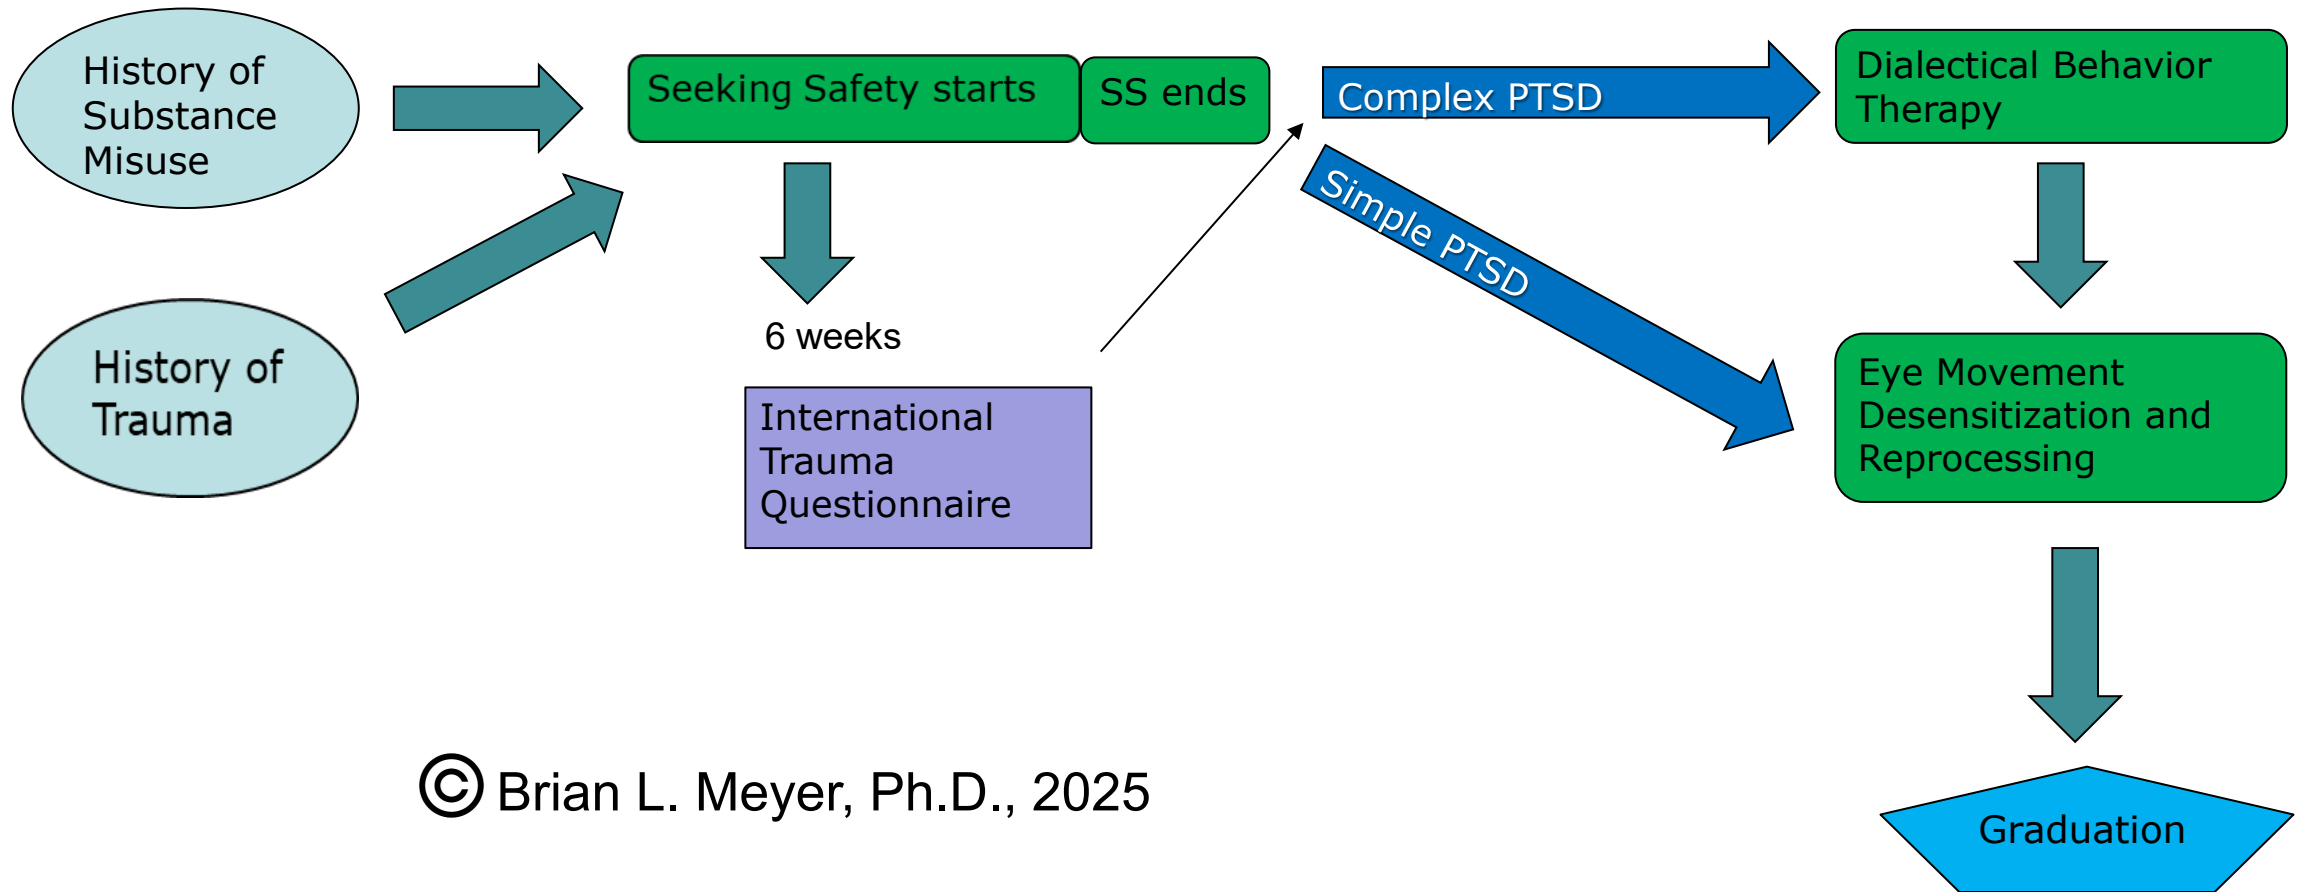 History of
Substance
Misuse
History of
Trauma
Seeking Safety starts
SS ends
6 weeks
International
Trauma
Questionnaire
Complex PTSD
Simple PTSD
Dialectical Behavior
Therapy
Eye Movement
Desensitization and
Reprocessing
Graduation
© Brian L. Meyer, Ph.D., 2025